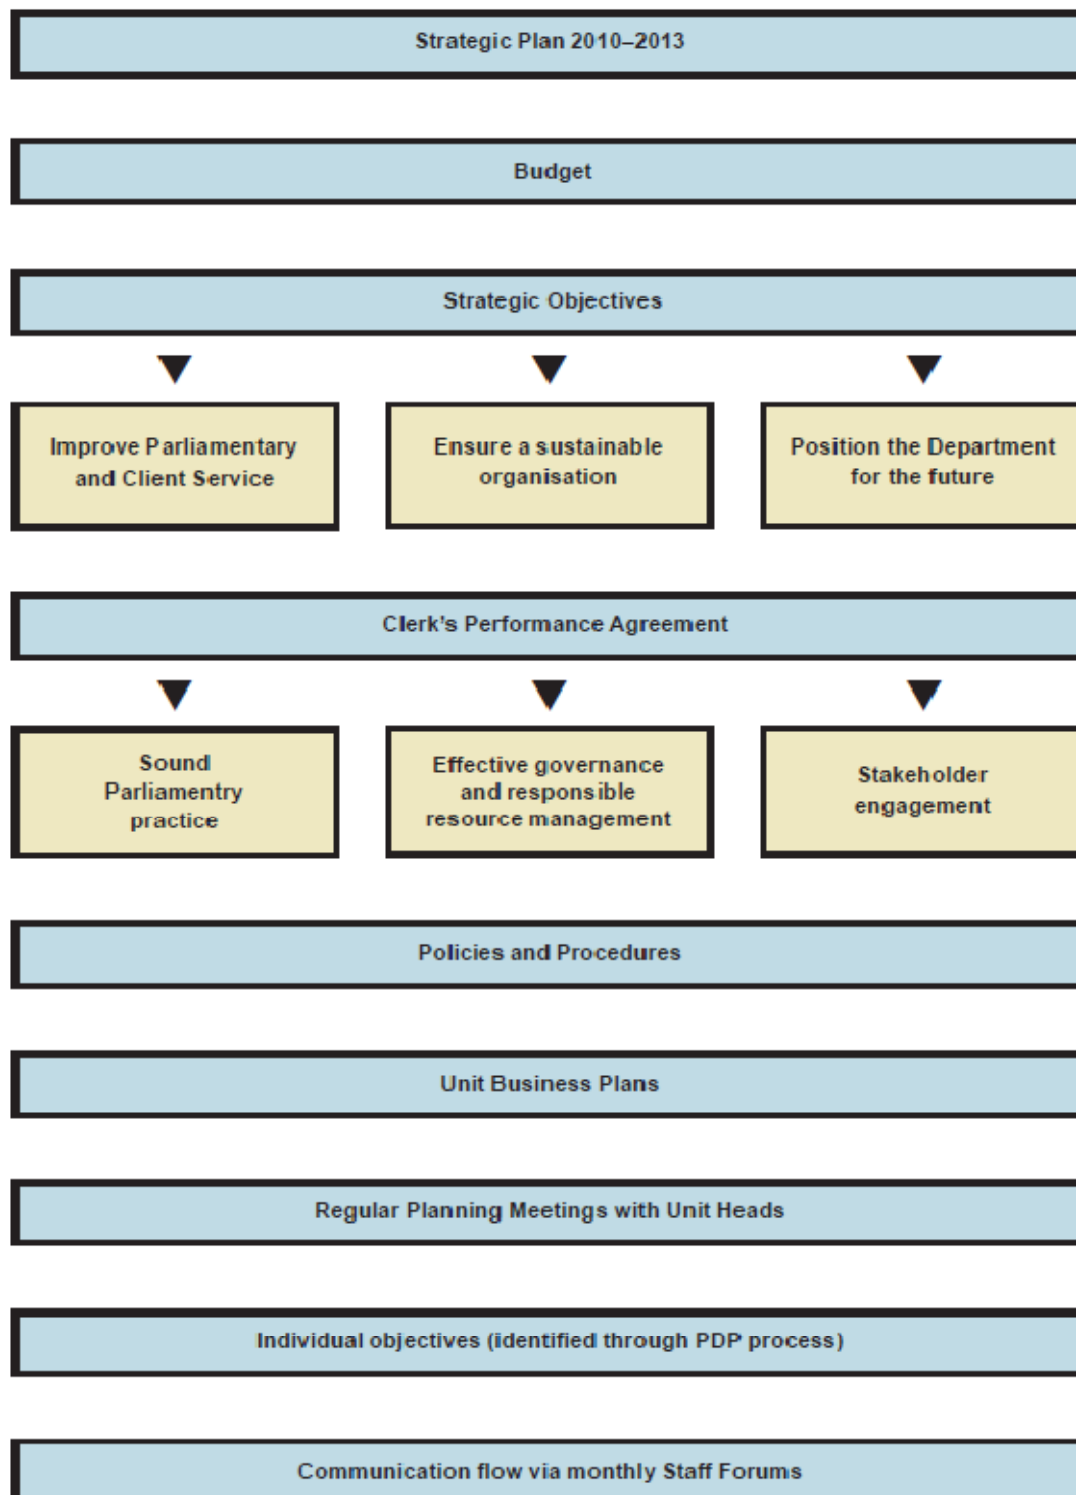 Strategic Plan 2010–2013
Budget
Strategic Objectives
Improve Parliamentary
and Client Service
Ensure a sustainable
organisation
Position the Department
for the future
Clerk's Performance Agreement
Sound
Parliamentry
practice
Effective governance
and responsible
resource management
Stakeholder
engagement
Policies and Procedures
Unit Business Plans
Regular Planning Meetings with Unit Heads
Individual objectives (identified through PDP process)
Communication flow via monthly Staff Forums